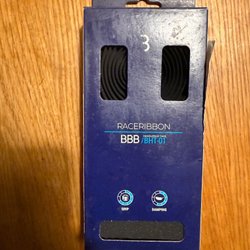 RACERIBBON
BBB /BHT-01
GRIP
DAMPING